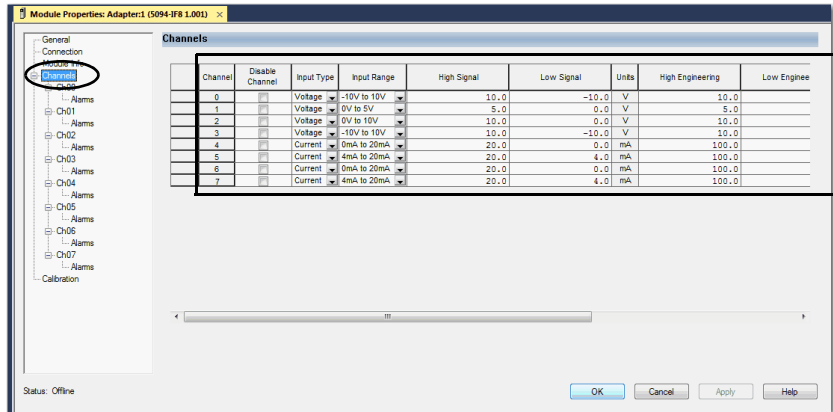 Module Properties: Adapter:1 (5094-IF8 1.001) ×
General
Connection
Module Info
Channels
Ch00
Alarms
Ch01
Alarms
Ch02
Alarms
Ch03
Alarms
Ch04
Alarms
Ch05
Alarms
Ch06
Alarms
Ch07
Alarms
Calibration
Channels
Channel Disable Channel Input Type Input Range High Signal Low Signal Units High Engineering Low Enginee
0 Voltage -10V to 10V 10.0 -10.0 V 10.0
1 Voltage 0V to 5V 5.0 0.0 V 5.0
2 Voltage 0V to 10V 10.0 0.0 V 10.0
3 Voltage -10V to 10V 10.0 -10.0 V 10.0
4 Current 0mA to 20mA 20.0 0.0 mA 100.0
5 Current 4mA to 20mA 20.0 4.0 mA 100.0
6 Current 0mA to 20mA 20.0 0.0 mA 100.0
7 Current 4mA to 20mA 20.0 4.0 mA 100.0
Status: Offline
OK Cancel Apply Help